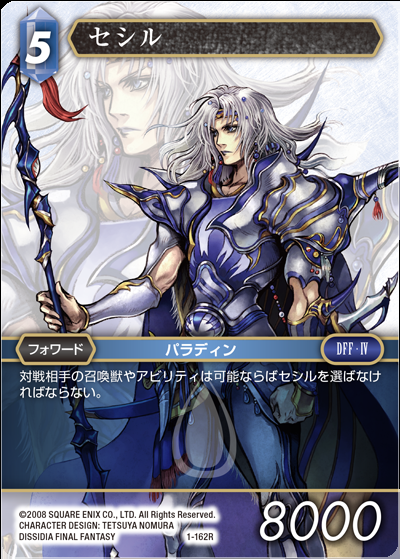 5
セシル
フォワード
パラディン
DFF・IV
対戦相手の召喚獣やアビリティは可能ならばセシルを選ばなけ
ればならない。
©2008 SQUARE ENIX CO., LTD. All Rights Reserved.
CHARACTER DESIGN: TETSUYA NOMURA
DISSIDIA FINAL FANTASY
1-162R
8000